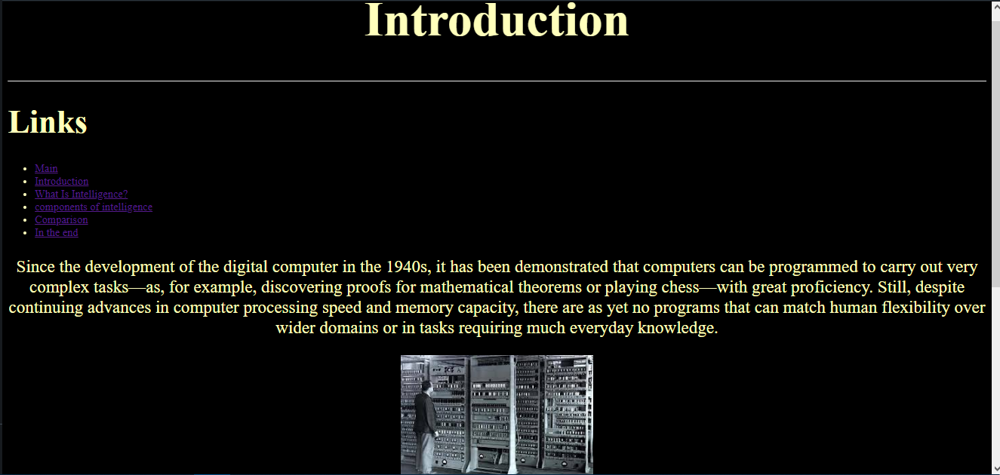 Introduction
Links
Main
Introduction
What Is Intelligence?
components of intelligence
Comparison
In the end
Since the development of the digital computer in the 1940s, it has been demonstrated that computers can be programmed to carry out very
complex tasks—as, for example, discovering proofs for mathematical theorems or playing chess—with great proficiency. Still, despite
continuing advances in computer processing speed and memory capacity, there are as yet no programs that can match human flexibility over
wider domains or in tasks requiring much everyday knowledge.